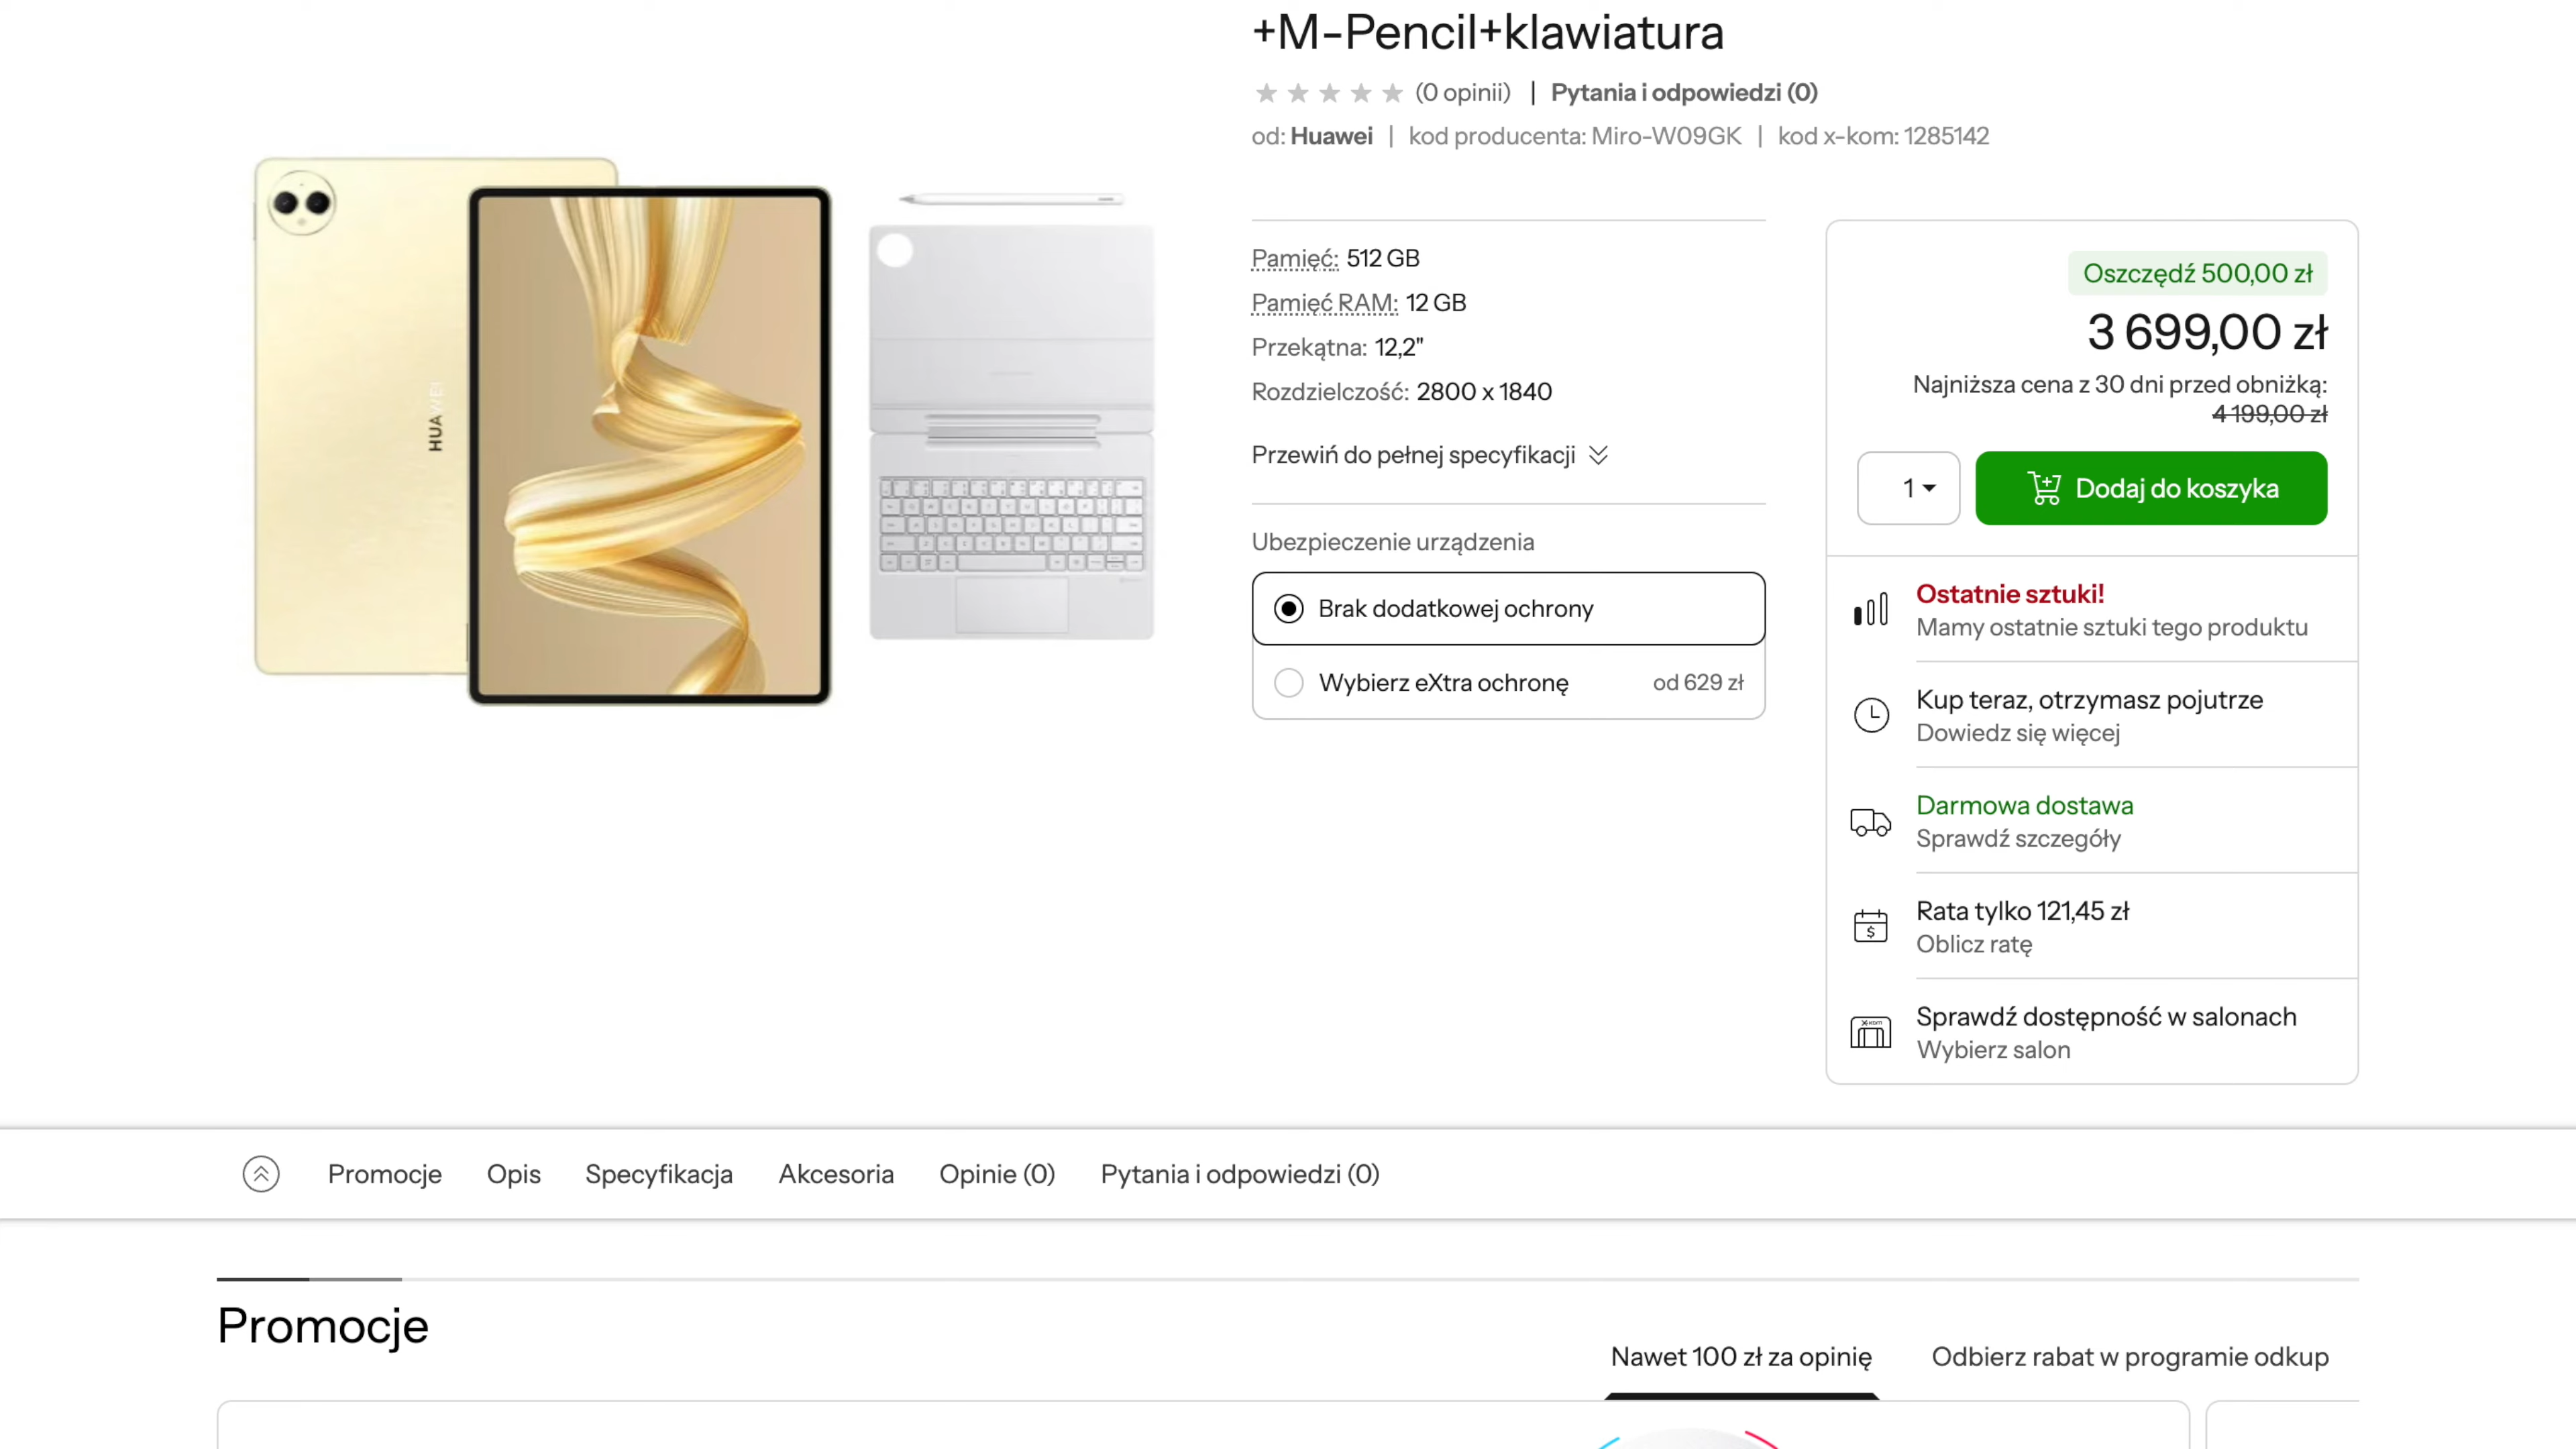 +M-Pencil+klawiatura
(0 opinii) | Pytania i odpowiedzi (0)
od: Huawei | kod producenta: Miro-W09GK | kod x-kom: 1285142
HUAWEI
Pamięć: 512 GB
Pamięć RAM: 12 GB
Przekątna: 12,2"
Rozdzielczość: 2800 x 1840
Przewiń do pełnej specyfikacji
Ubezpieczenie urządzenia
Brak dodatkowej ochrony
Wybierz eXtra ochronę od 629 zł
Oszczędź 500,00 zł
3 699,00 zł
Najniższa cena z 30 dni przed obniżką:
4 199,00 zł
1
Dodaj do koszyka
Ostatnie sztuki!
Mamy ostatnie sztuki tego produktu
Kup teraz, otrzymasz pojutrze
Dowiedz się więcej
Darmowa dostawa
Sprawdź szczegóły
Rata tylko 121,45 zł
Oblicz ratę
x-kom
Sprawdź dostępność w salonach
Wybierz salon
Promocje Opis Specyfikacja Akcesoria Opinie (0) Pytania i odpowiedzi (0)
Promocje
Nawet 100 zł za opinię Odbierz rabat w programie odkup